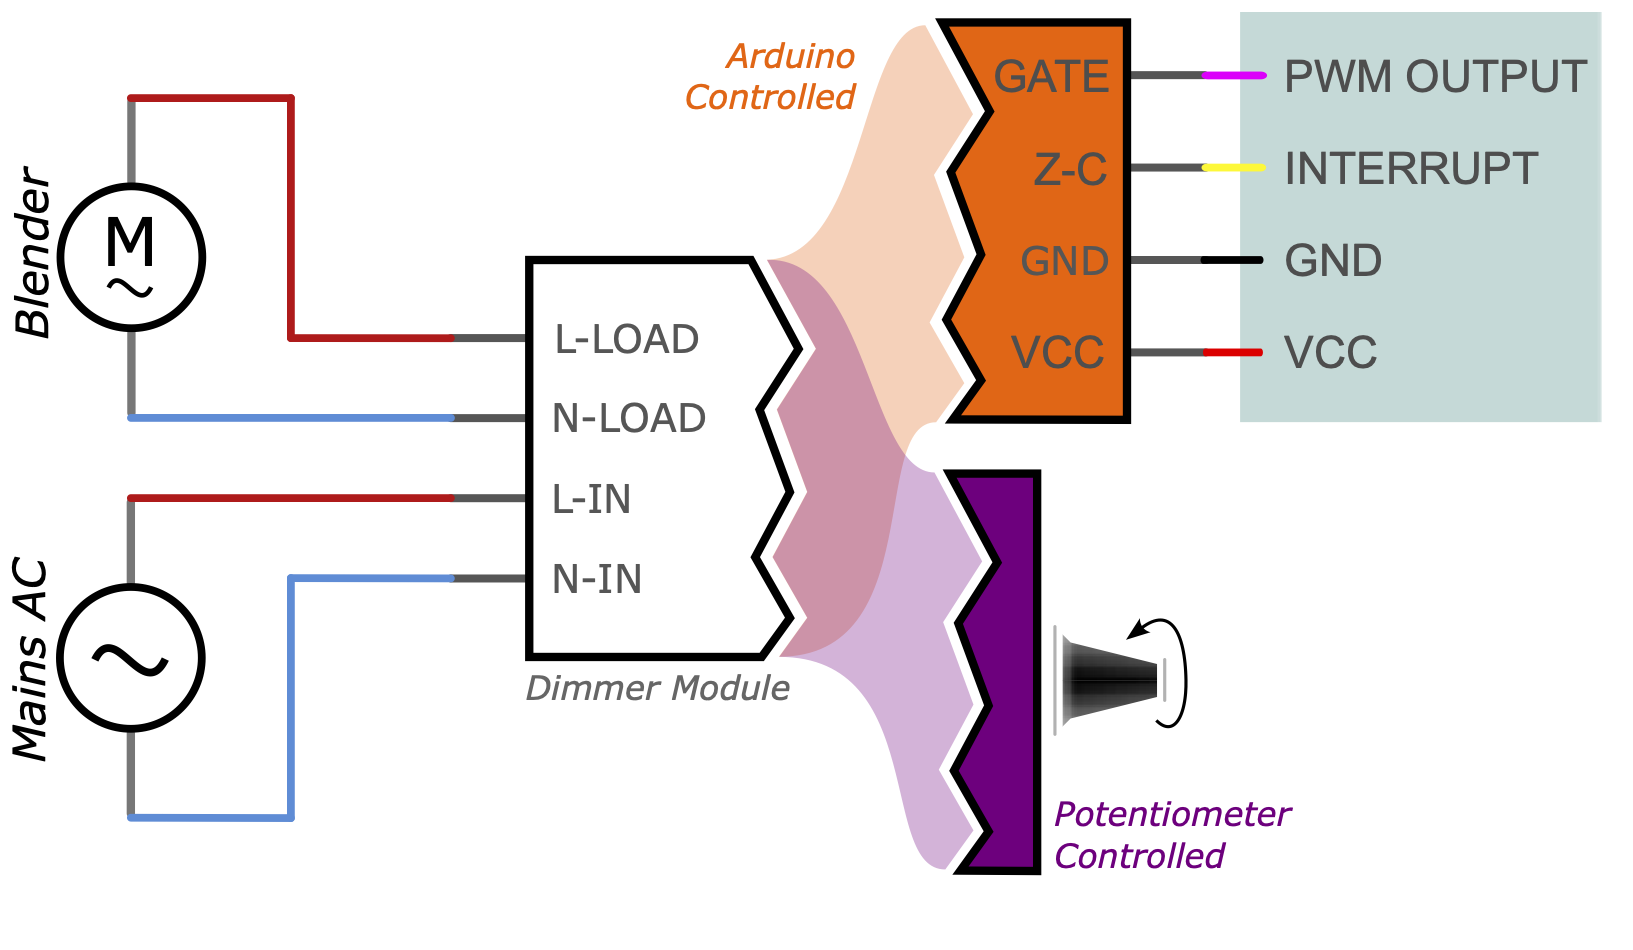 Arduino
Controlled
GATE
PWM OUTPUT
Z-C
INTERRUPT
GND
GND
VCC
VCC
Blender
M
L-LOAD
N-LOAD
L-IN
N-IN
Dimmer Module
Mains AC
Potentiometer
Controlled